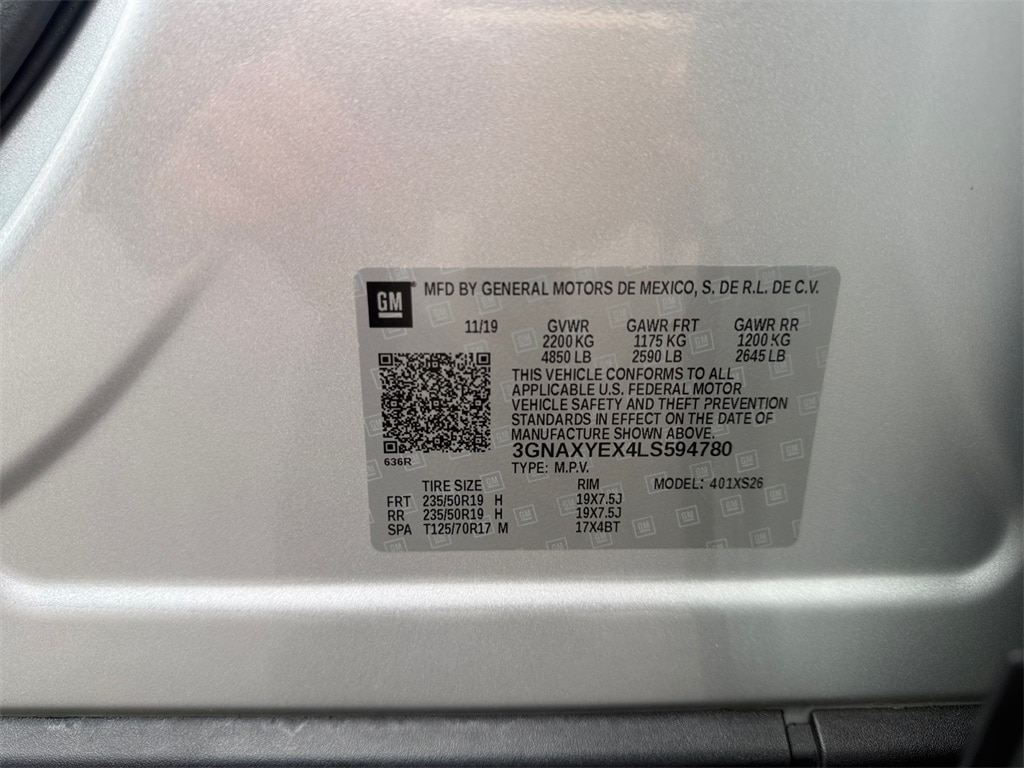 GM MFD BY GENERAL MOTORS DE MEXICO, S. DE R.L. DE C.V.
11/19 GVWR GAWR FRT GAWR RR
2200 KG 1175 KG 1200 KG
4850 LB 2590 LB 2645 LB
THIS VEHICLE CONFORMS TO ALL
APPLICABLE U.S. FEDERAL MOTOR
VEHICLE SAFETY AND THEFT PREVENTION
STANDARDS IN EFFECT ON THE DATE OF
MANUFACTURE SHOWN ABOVE.
3GNAXYEX4LS594780
636R
TYPE: M.P.V.
TIRE SIZE RIM MODEL: 401XS26
FRT 235/50R19 H 19X7.5J
RR 235/50R19 H 19X7.5J
SPA T125/70R17 M 17X4BT